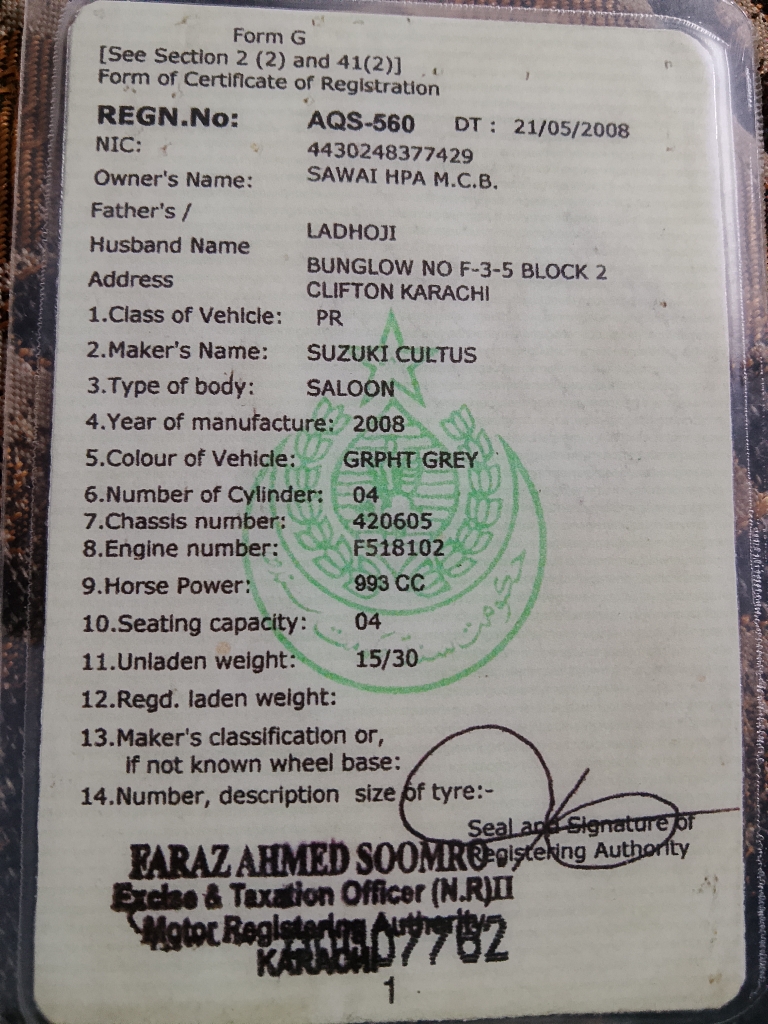 Form G
[See Section 2 (2) and 41(2)]
Form of Certificate of Registration
REGN.No: AQS-560 DT : 21/05/2008
NIC: 4430248377429
Owner's Name: SAWAI HPA M.C.B.
Father's /
Husband Name LADHOJI
Address BUNGLOW NO F-3-5 BLOCK 2
CLIFTON KARACHI
1.Class of Vehicle: PR
2.Maker's Name: SUZUKI CULTUS
3.Type of body: SALOON
4.Year of manufacture: 2008
5.Colour of Vehicle: GRPHT GREY
6.Number of Cylinder: 04
7.Chassis number: 420605
8.Engine number: F518102
9.Horse Power: 993 CC
10.Seating capacity: 04
11.Unladen weight: 15/30
12.Regd. laden weight:
13.Maker's classification or,
if not known wheel base:
14.Number, description size of tyre:-
Seal and Signature of
Registering Authority
FARAZ AHMED SOOMRO
Excise & Taxation Officer (N.R)II
Motor Registering Authority
KARACHI
1